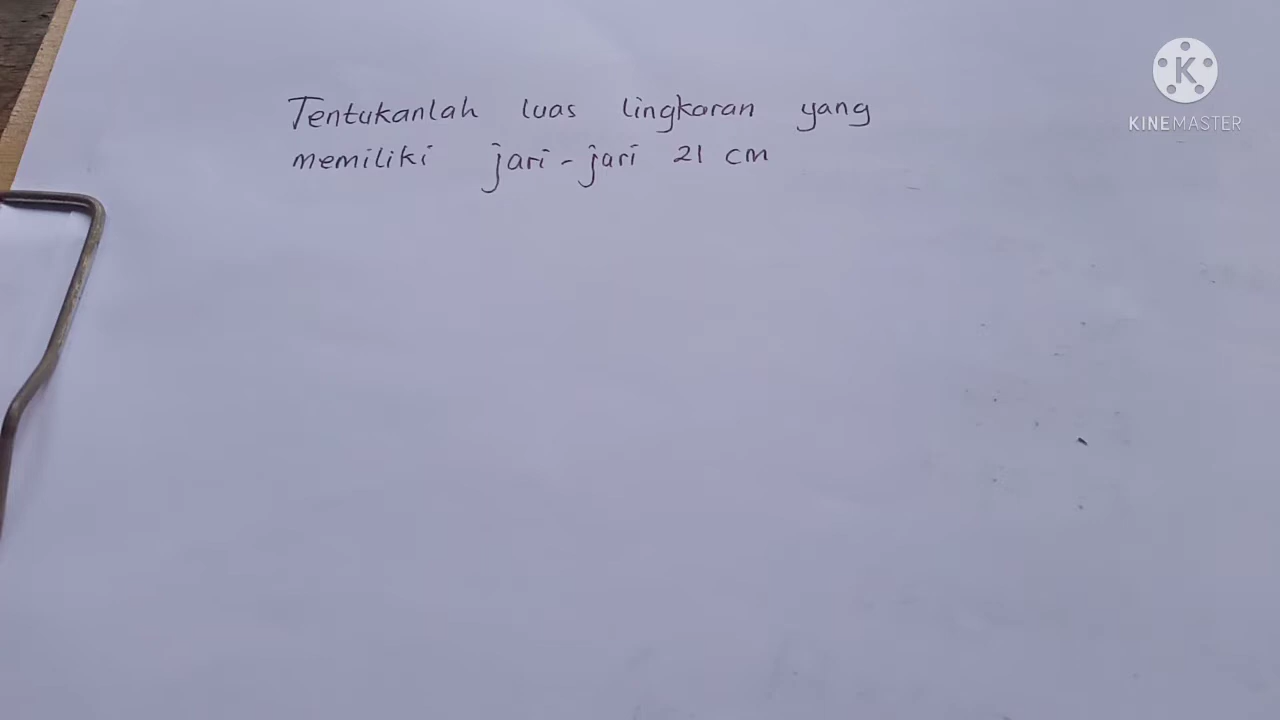 Tentukanlah luas lingkaran yang
memiliki jari-jari 21 cm
K
KINEMASTER